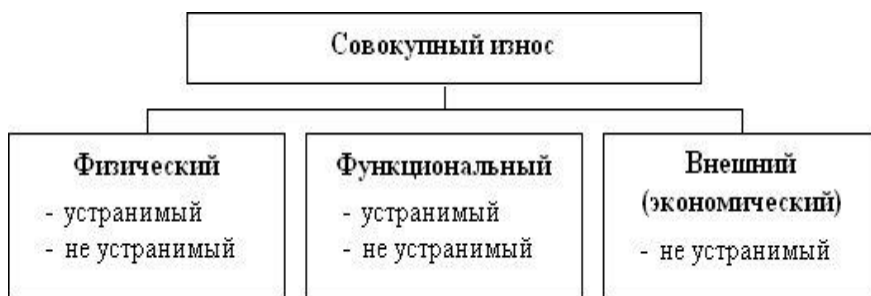 Совокупный износ
Физический
- устранимый
- не устранимый
Функциональный
- устранимый
- не устранимый
Внешний
(экономический)
- не устранимый